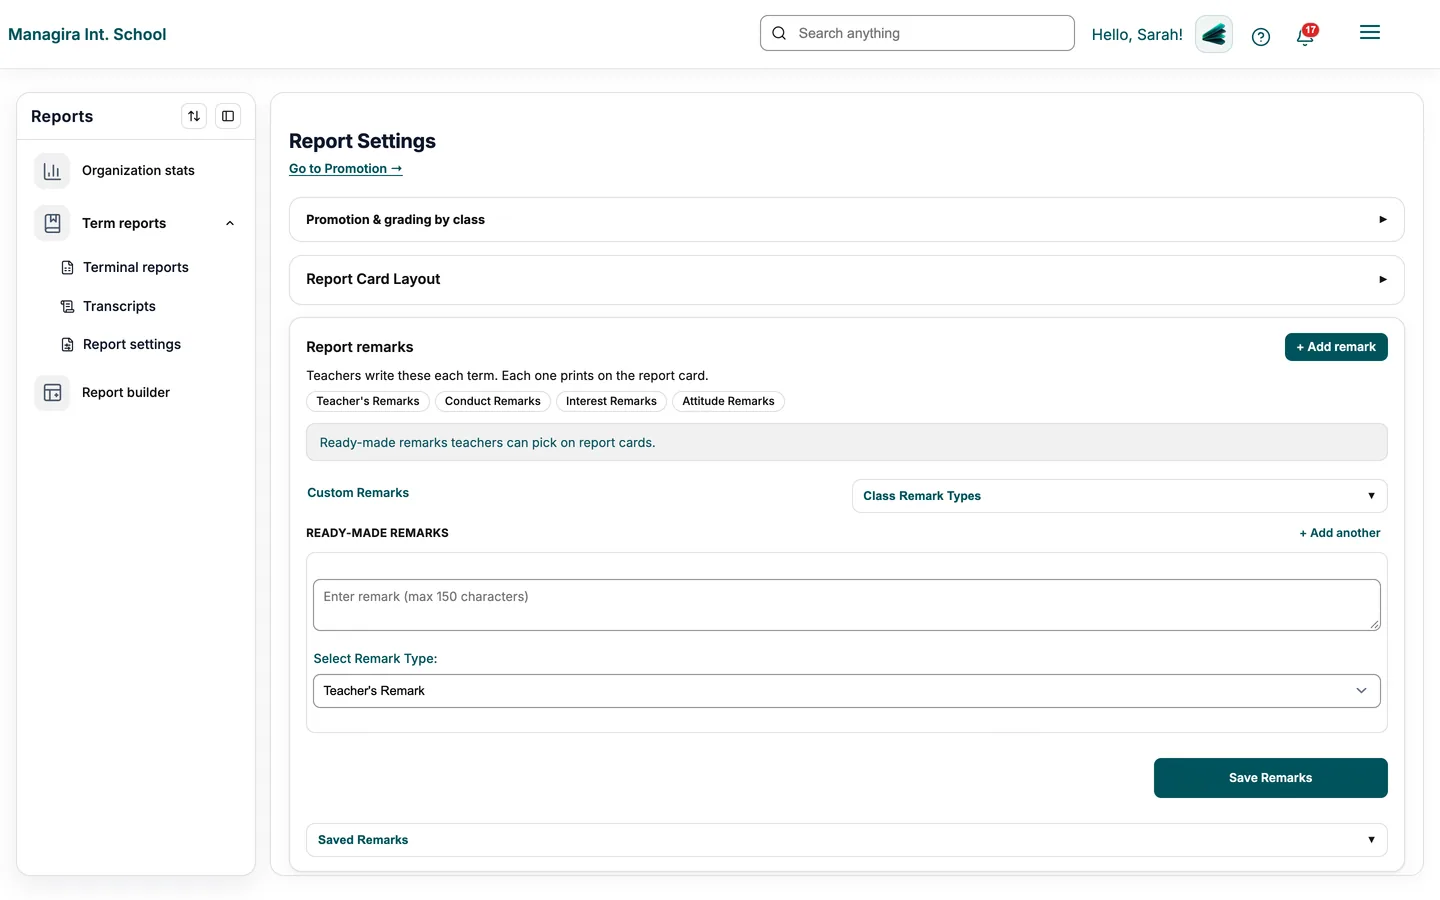 Managira Int. School
Search anything
Hello, Sarah!
17
Reports
Organization stats
Term reports
Terminal reports
Transcripts
Report settings
Report builder
Report Settings
Go to Promotion →
Promotion & grading by class
Report Card Layout
Report remarks
+ Add remark
Teachers write these each term. Each one prints on the report card.
Teacher's Remarks Conduct Remarks Interest Remarks Attitude Remarks
Ready-made remarks teachers can pick on report cards.
Custom Remarks
Class Remark Types
READY-MADE REMARKS
+ Add another
Enter remark (max 150 characters)
Select Remark Type:
Teacher's Remark
Save Remarks
Saved Remarks